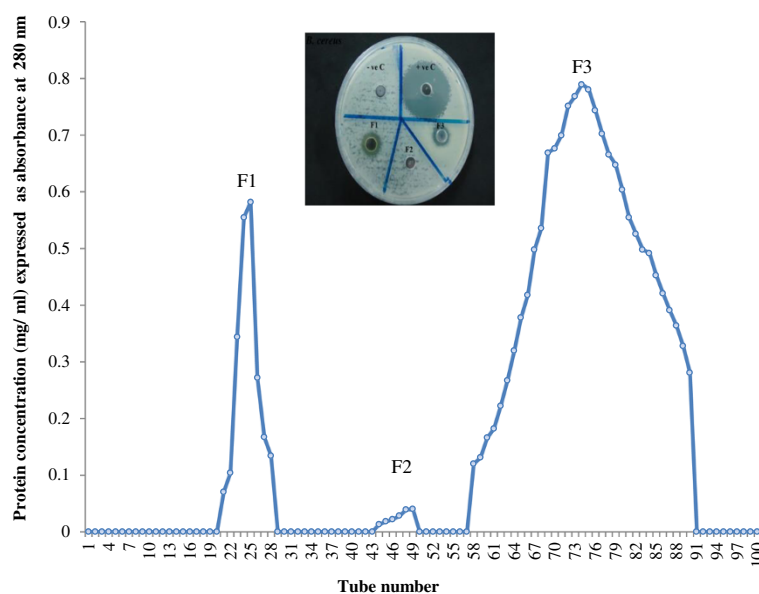 0.9
0.8
0.7
0.6
0.5
0.4
0.3
0.2
0.1
0
Protein concentration (mg/ ml) expressed as absorbance at 280 nm
F1
F2
F3
- ve C
+ ve C
F1
F2
F3
1 4 7 10 13 16 19 22 25 28 31 34 37 40 43 46 49 52 55 58 61 64 67 70 73 76 79 82 85 88 91 94 97 100
Tube number